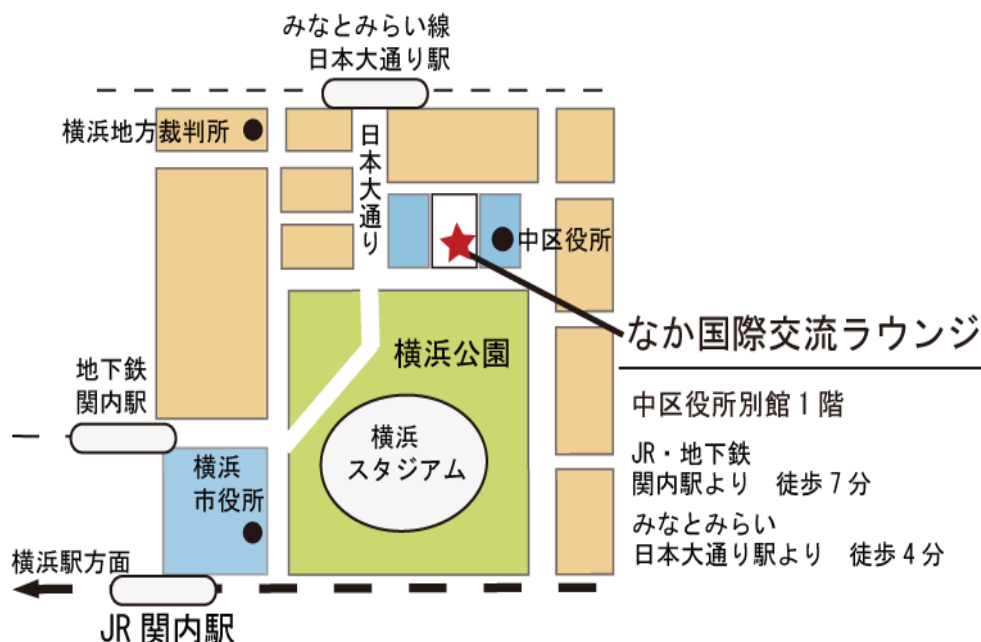 みなとみらい線
日本大通り駅
横浜地方裁判所
日本大通り
中区役所
なか国際交流ラウンジ
横浜公園
地下鉄
関内駅
中区役所別館1階
横浜
スタジアム
JR・地下鉄
関内駅より 徒歩7分
横浜
市役所
みなとみらい
日本大通り駅より 徒歩4分
横浜駅方面
JR関内駅